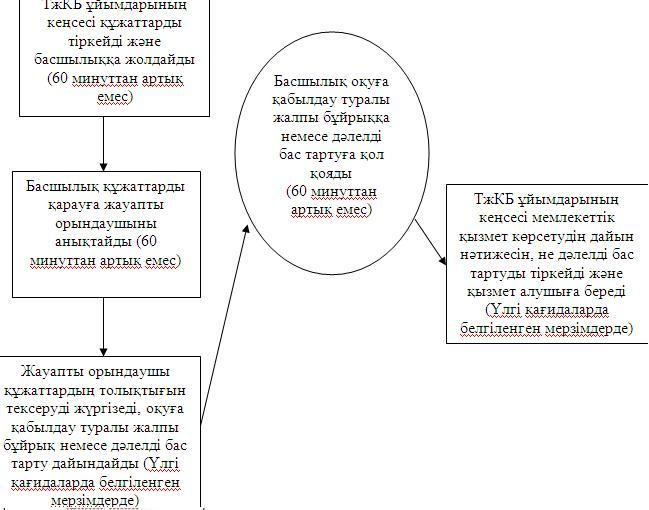 ТжКБ ұйымдарының
кеңсесі құжаттарды
тіркейді және
басшылыққа жолдайды
(60 минуттан артық
емес)
Басшылық құжаттарды
қарауға жауапты
орындаушыны
анықтайды (60
минуттан артық емес)
Жауапты орындаушы
құжаттардың толықтығын
тексеруді жүргізеді, оқуға
қабылдау туралы жалпы
бұйрық немесе дәлелді бас
тарту дайындайды (Үлгі
қағидаларда белгіленген
мерзімдерде)
Басшылық оқуға
қабылдау туралы
жалпы бұйрыққа
немесе дәлелді
бас тартуға қол
қояды
(60 минуттан
артық емес)
ТжКБ ұйымдарының
кеңсесі мемлекеттік
қызмет көрсетудің дайын
нәтижесін, не дәлелді бас
тартуды тіркейді және
қызмет алушыға береді
(Үлгі қағидаларда
белгіленген мерзімдерде)